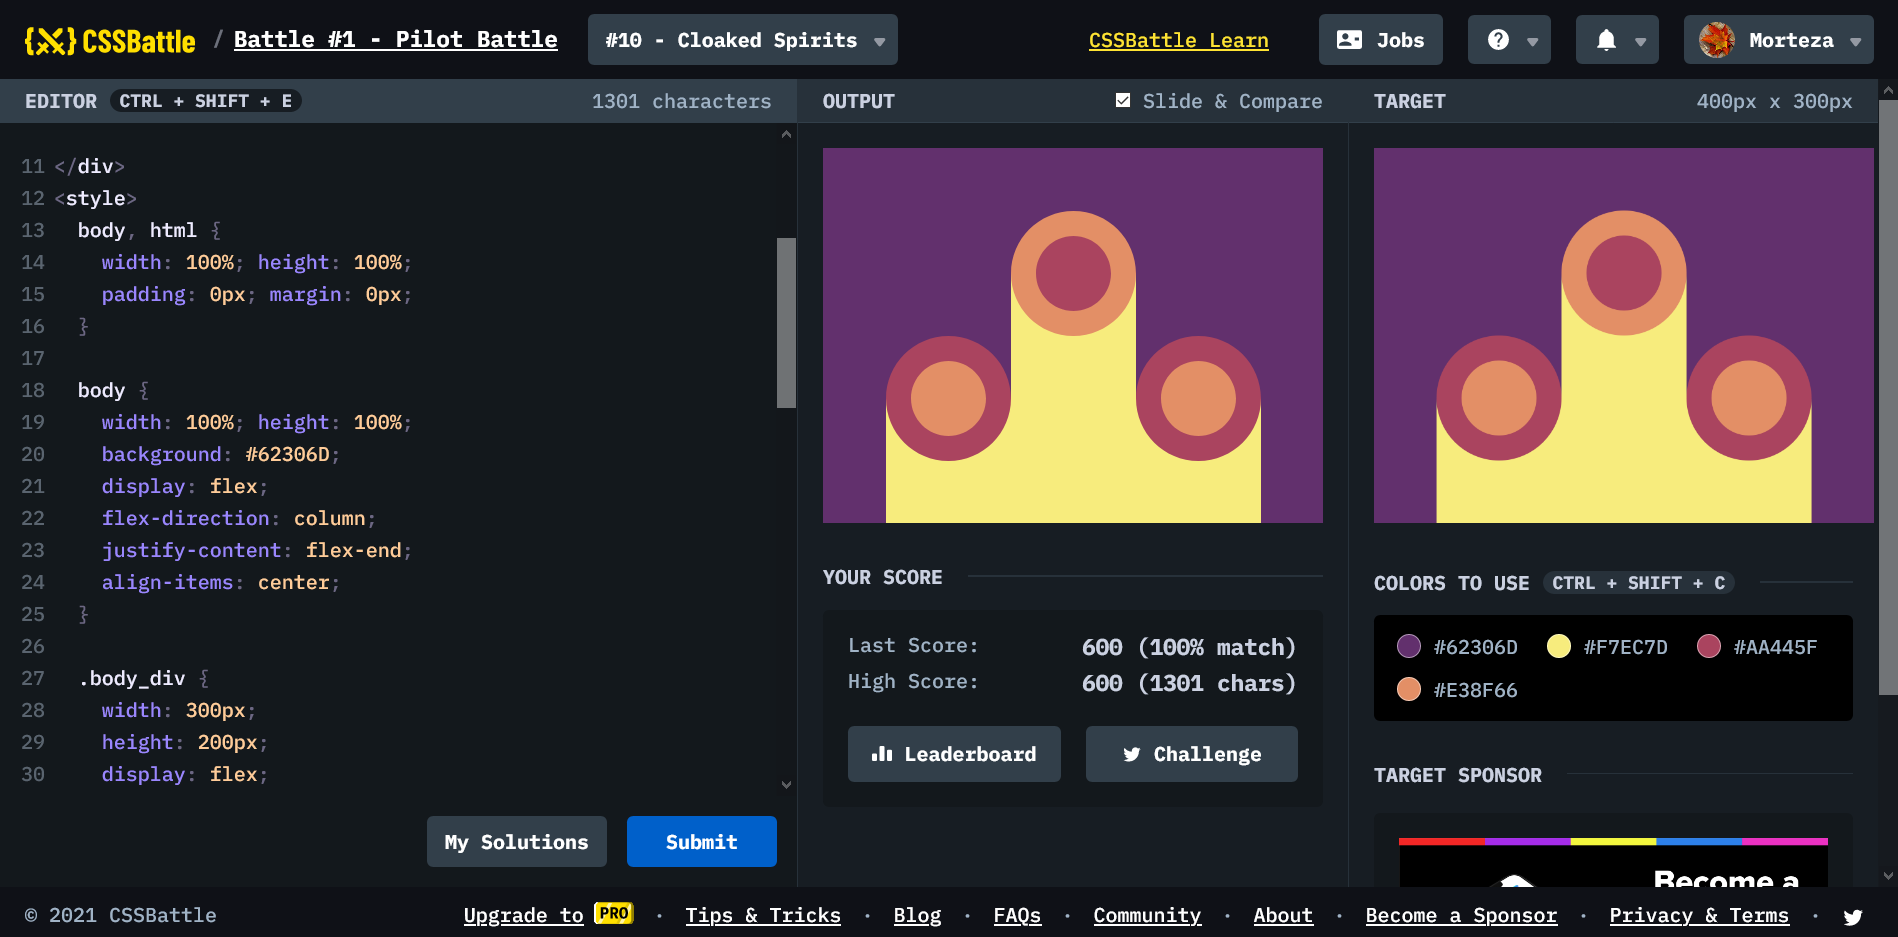 {X} CSSBattle / Battle #1 - Pilot Battle #10 - Cloaked Spirits CSSBattle Learn Jobs ? Morteza
EDITOR CTRL + SHIFT + E 1301 characters
11 </div>
12 <style>
13 body, html {
14 width: 100%; height: 100%;
15 padding: 0px; margin: 0px;
16 }
17
18 body {
19 width: 100%; height: 100%;
20 background: #62306D;
21 display: flex;
22 flex-direction: column;
23 justify-content: flex-end;
24 align-items: center;
25 }
26
27 .body_div {
28 width: 300px;
29 height: 200px;
30 display: flex;
My Solutions Submit
OUTPUT Slide & Compare
YOUR SCORE
Last Score: 600 (100% match)
High Score: 600 (1301 chars)
Leaderboard Challenge
TARGET 400px x 300px
COLORS TO USE CTRL + SHIFT + C
#62306D #F7EC7D #AA445F
#E38F66
TARGET SPONSOR
Become a
© 2021 CSSBattle Upgrade to PRO · Tips & Tricks · Blog · FAQs · Community · About · Become a Sponsor · Privacy & Terms ·